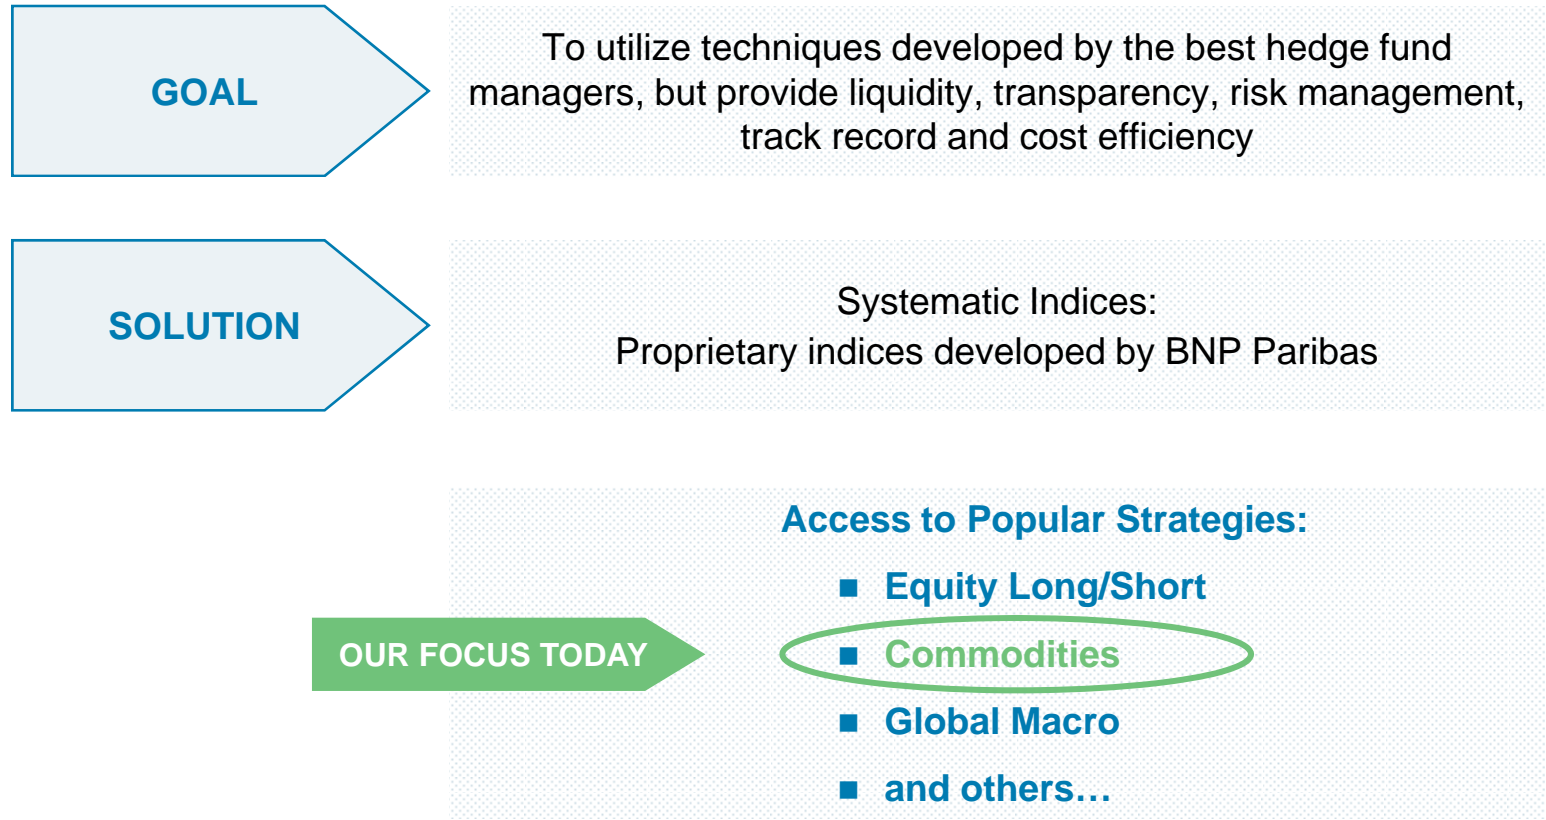 GOAL
To utilize techniques developed by the best hedge fund
managers, but provide liquidity, transparency, risk management,
track record and cost efficiency
SOLUTION
Systematic Indices:
Proprietary indices developed by BNP Paribas
Access to Popular Strategies:
■ Equity Long/Short
OUR FOCUS TODAY
■ Commodities
■ Global Macro
■ and others…